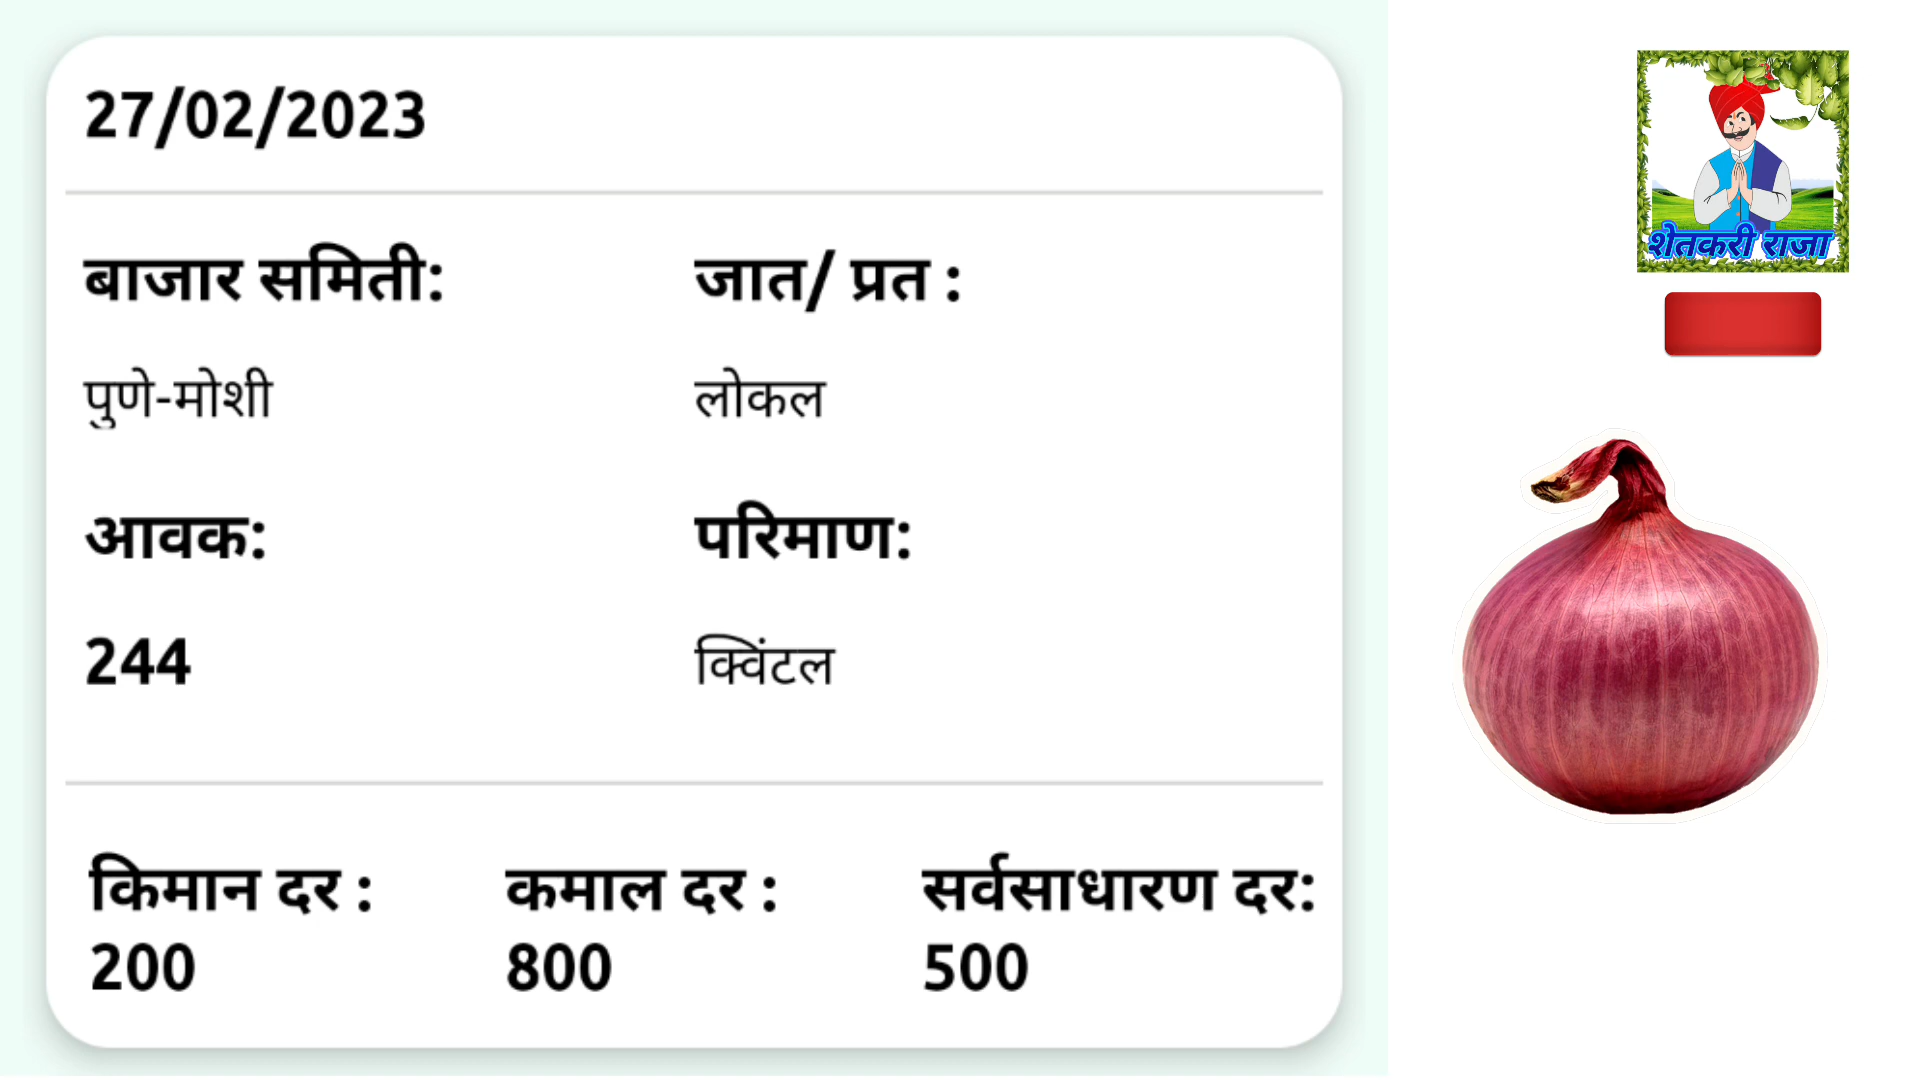 27/02/2023
बाजार समिती: जात/ प्रत :
पुणे-मोशी लोकल
आवक: परिमाण:
244 क्विंटल
किमान दर : कमाल दर : सर्वसाधारण दर:
200 800 500
शेतकरी राजा